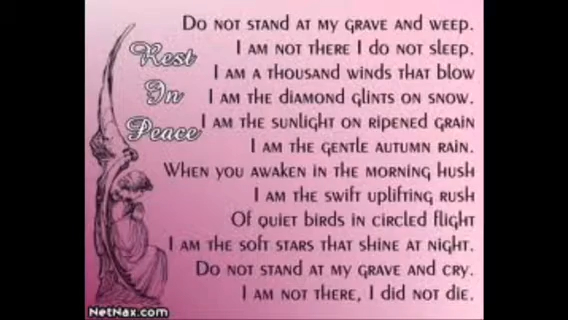 Rest
In
Peace
Do not stand at my grave and weep.
I am not there I do not sleep.
I am a thousand winds that blow
I am the diamond glints on snow.
I am the sunlight on ripened grain
I am the gentle autumn rain.
When you awaken in the morning hush
I am the swift uplifting rush
Of quiet birds in circled flight
I am the soft stars that shine at night.
Do not stand at my grave and cry.
I am not there, I did not die.
NetNax.com